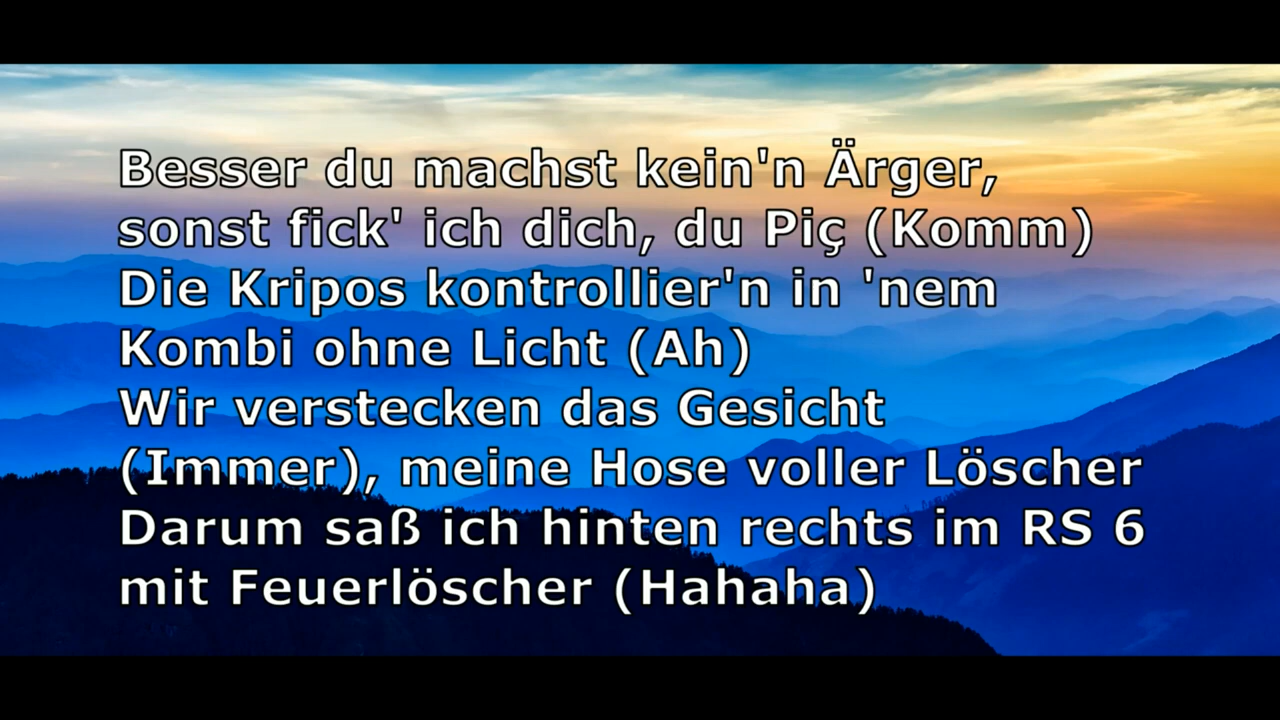 Besser du machst kein'n Ärger,
sonst fick' ich dich, du Piç (Komm)
Die Kripos kontrollier'n in 'nem
Kombi ohne Licht (Ah)
Wir verstecken das Gesicht
(Immer), meine Hose voller Löscher
Darum saß ich hinten rechts im RS 6
mit Feuerlöscher (Hahaha)